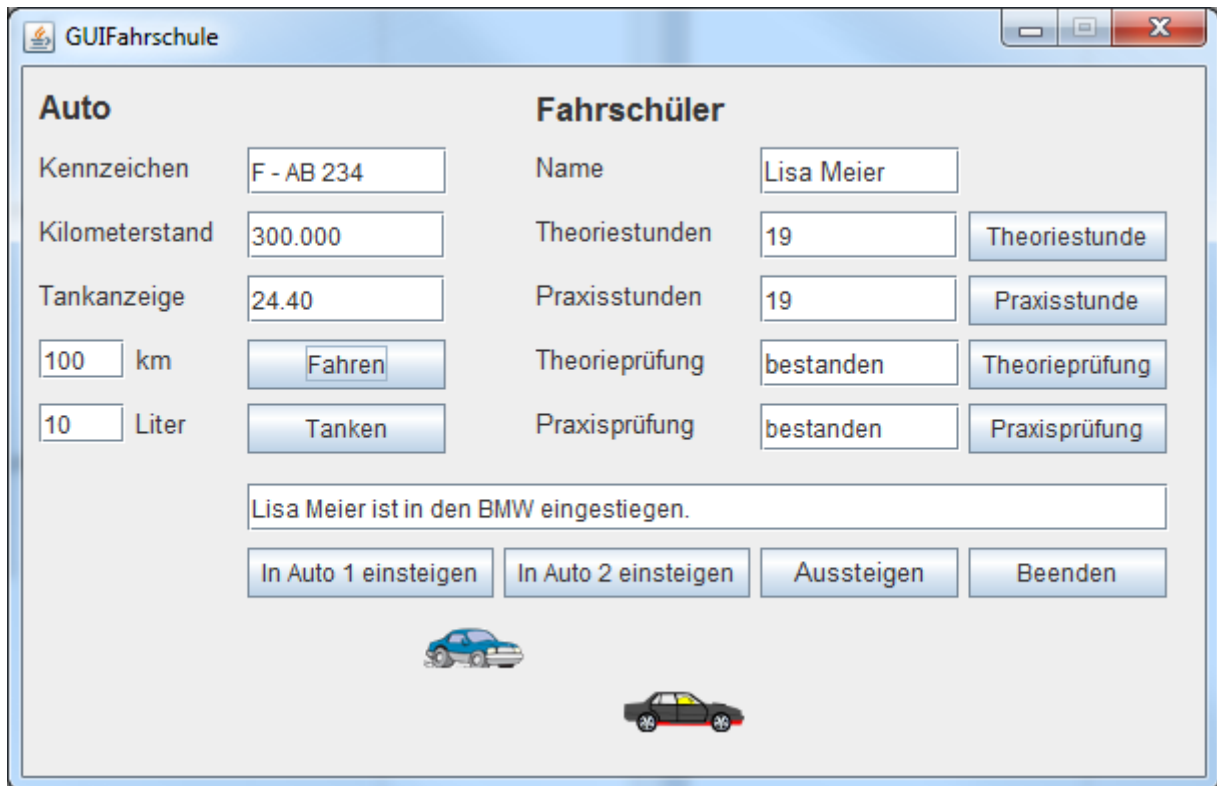 GUIFahrschule
Auto Fahrschüler
Kennzeichen F - AB 234 Name Lisa Meier
Kilometerstand 300.000 Theoriestunden 19 Theoriestunde
Tankanzeige 24.40 Praxisstunden 19 Praxisstunde
100 km Fahren Theorieprüfung bestanden Theorieprüfung
10 Liter Tanken Praxisprüfung bestanden Praxisprüfung
Lisa Meier ist in den BMW eingestiegen.
In Auto 1 einsteigen In Auto 2 einsteigen Aussteigen Beenden